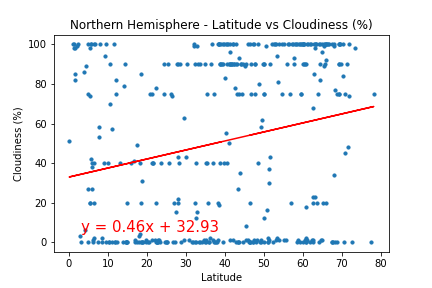 Northern Hemisphere - Latitude vs Cloudiness (%)
Cloudiness (%)
100
80
60
40
20
0
y = 0.46x + 32.93
0 10 20 30 40 50 60 70 80
Latitude